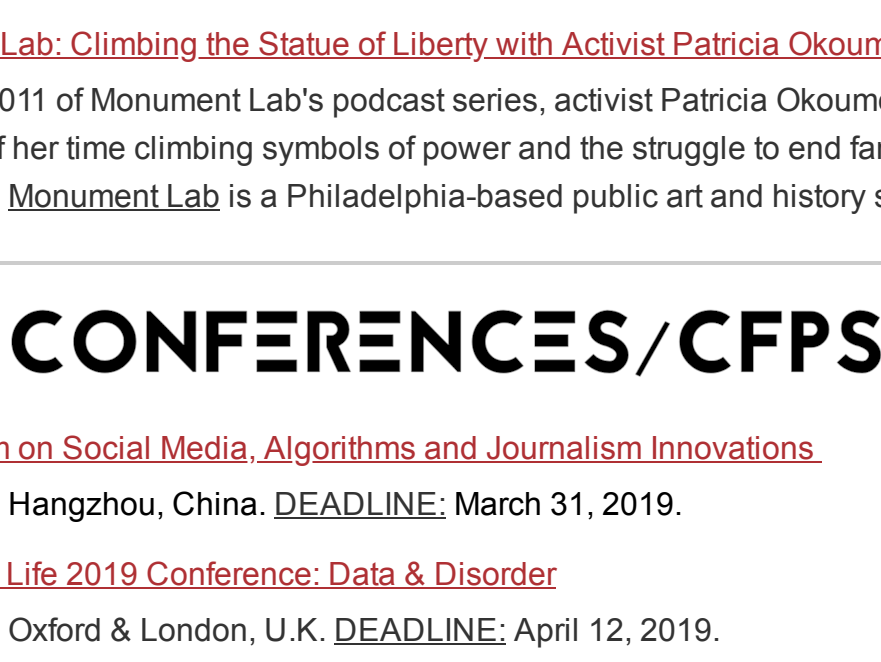 Lab: Climbing the Statue of Liberty with Activist Patricia Okoum
011 of Monument Lab's podcast series, activist Patricia Okoum
her time climbing symbols of power and the struggle to end
Monument Lab is a Philadelphia-based public art and history
CONFERENCES/CFPS
on Social Media, Algorithms and Journalism Innovations
Hangzhou, China. DEADLINE: March 31, 2019.
Life 2019 Conference: Data & Disorder
Oxford & London, U.K. DEADLINE: April 12, 2019.